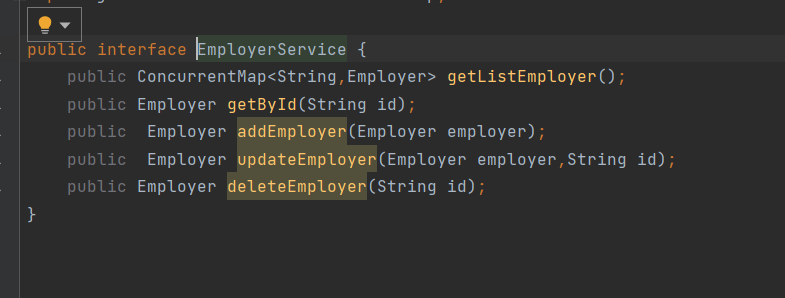 public interface EmployerService {
    public ConcurrentMap<String,Employer> getListEmployer();
    public Employer getById(String id);
    public  Employer addEmployer(Employer employer);
    public  Employer updateEmployer(Employer employer,String id);
    public Employer deleteEmployer(String id);
}